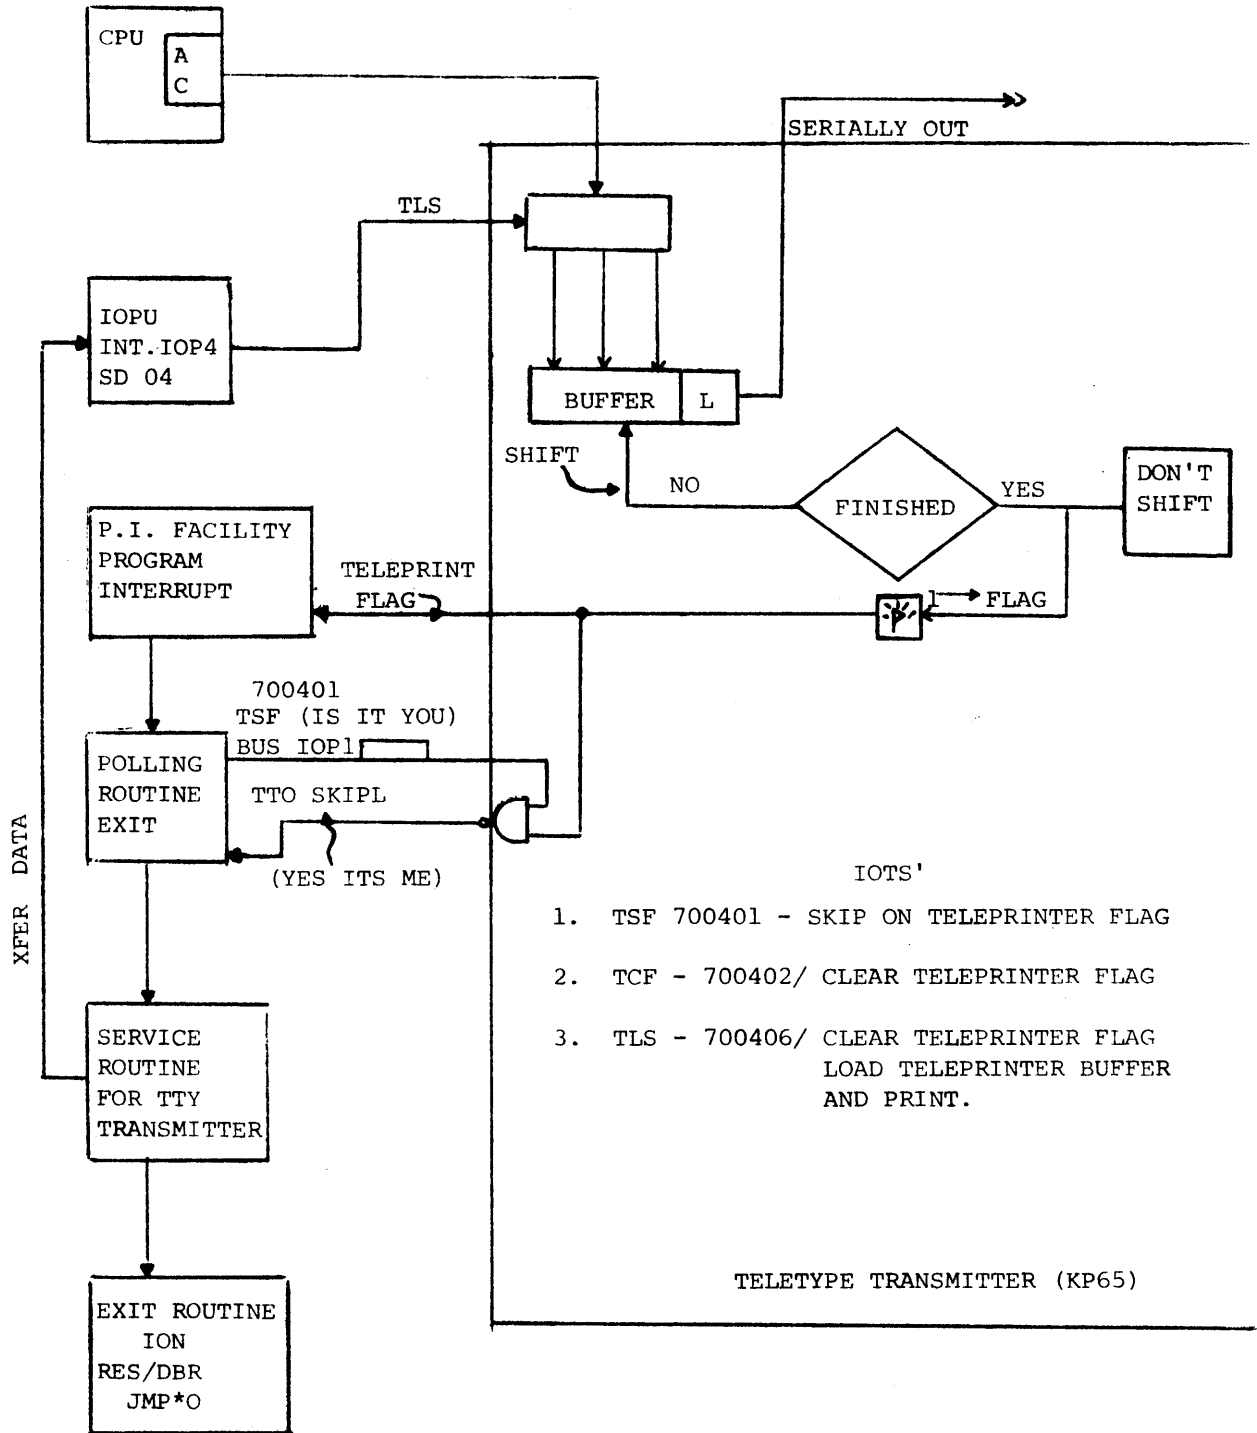 CPU
A
C
SERIALLY OUT
TLS
IOPU
INT.IOP4
SD 04
BUFFER
L
SHIFT
NO
FINISHED
YES
DON'T
SHIFT
P.I. FACILITY
PROGRAM
INTERRUPT
TELEPRINT
FLAG
1 → FLAG
700401
TSF (IS IT YOU)
BUS IOP1
POLLING
ROUTINE
EXIT
TTO SKIPL
(YES ITS ME)
XFER DATA
IOTS'
1. TSF 700401 - SKIP ON TELEPRINTER FLAG
2. TCF - 700402/ CLEAR TELEPRINTER FLAG
3. TLS - 700406/ CLEAR TELEPRINTER FLAG
LOAD TELEPRINTER BUFFER
AND PRINT.
SERVICE
ROUTINE
FOR TTY
TRANSMITTER
TELETYPE TRANSMITTER (KP65)
EXIT ROUTINE
ION
RES/DBR
JMP*O